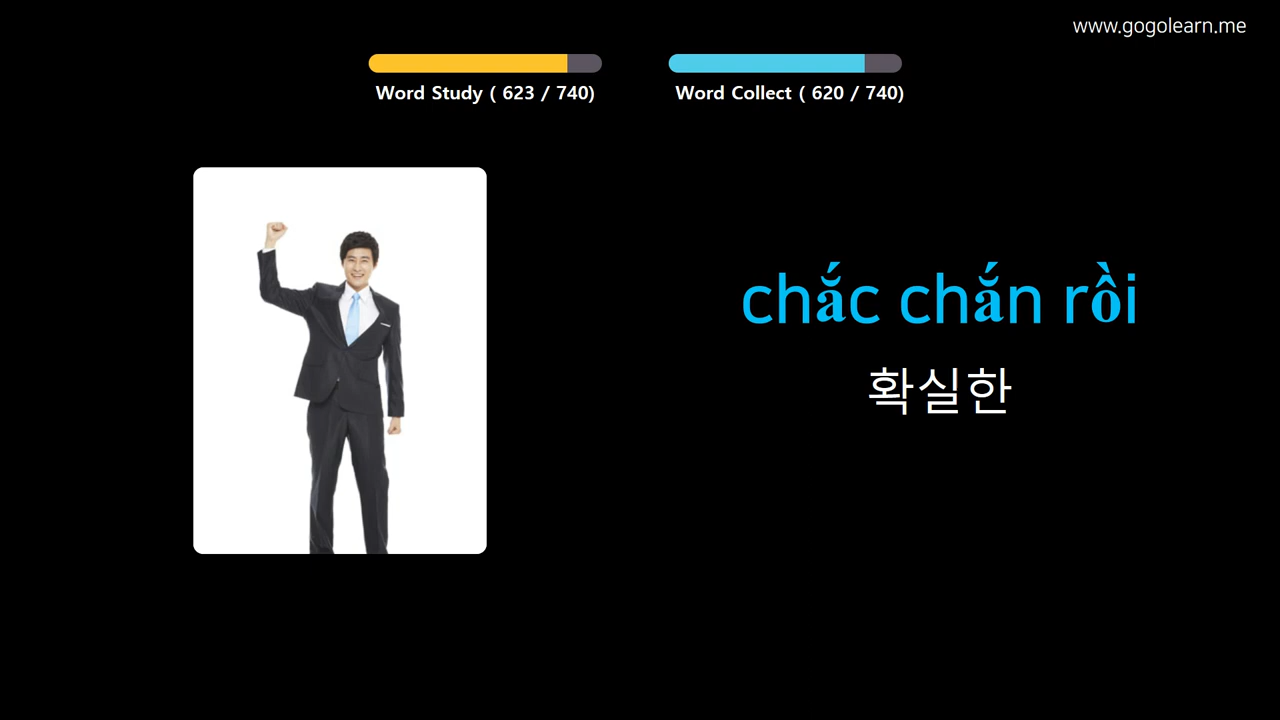 www.gogolearn.me
Word Study ( 623 / 740)
Word Collect ( 620 / 740)
chắc chắn rồi
확실한